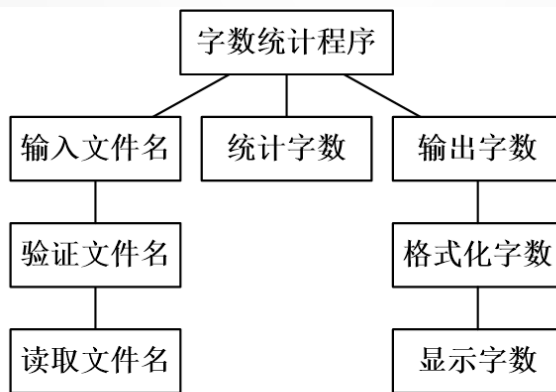 字数统计程序
输入文件名
统计字数
输出字数
验证文件名
格式化字数
读取文件名
显示字数